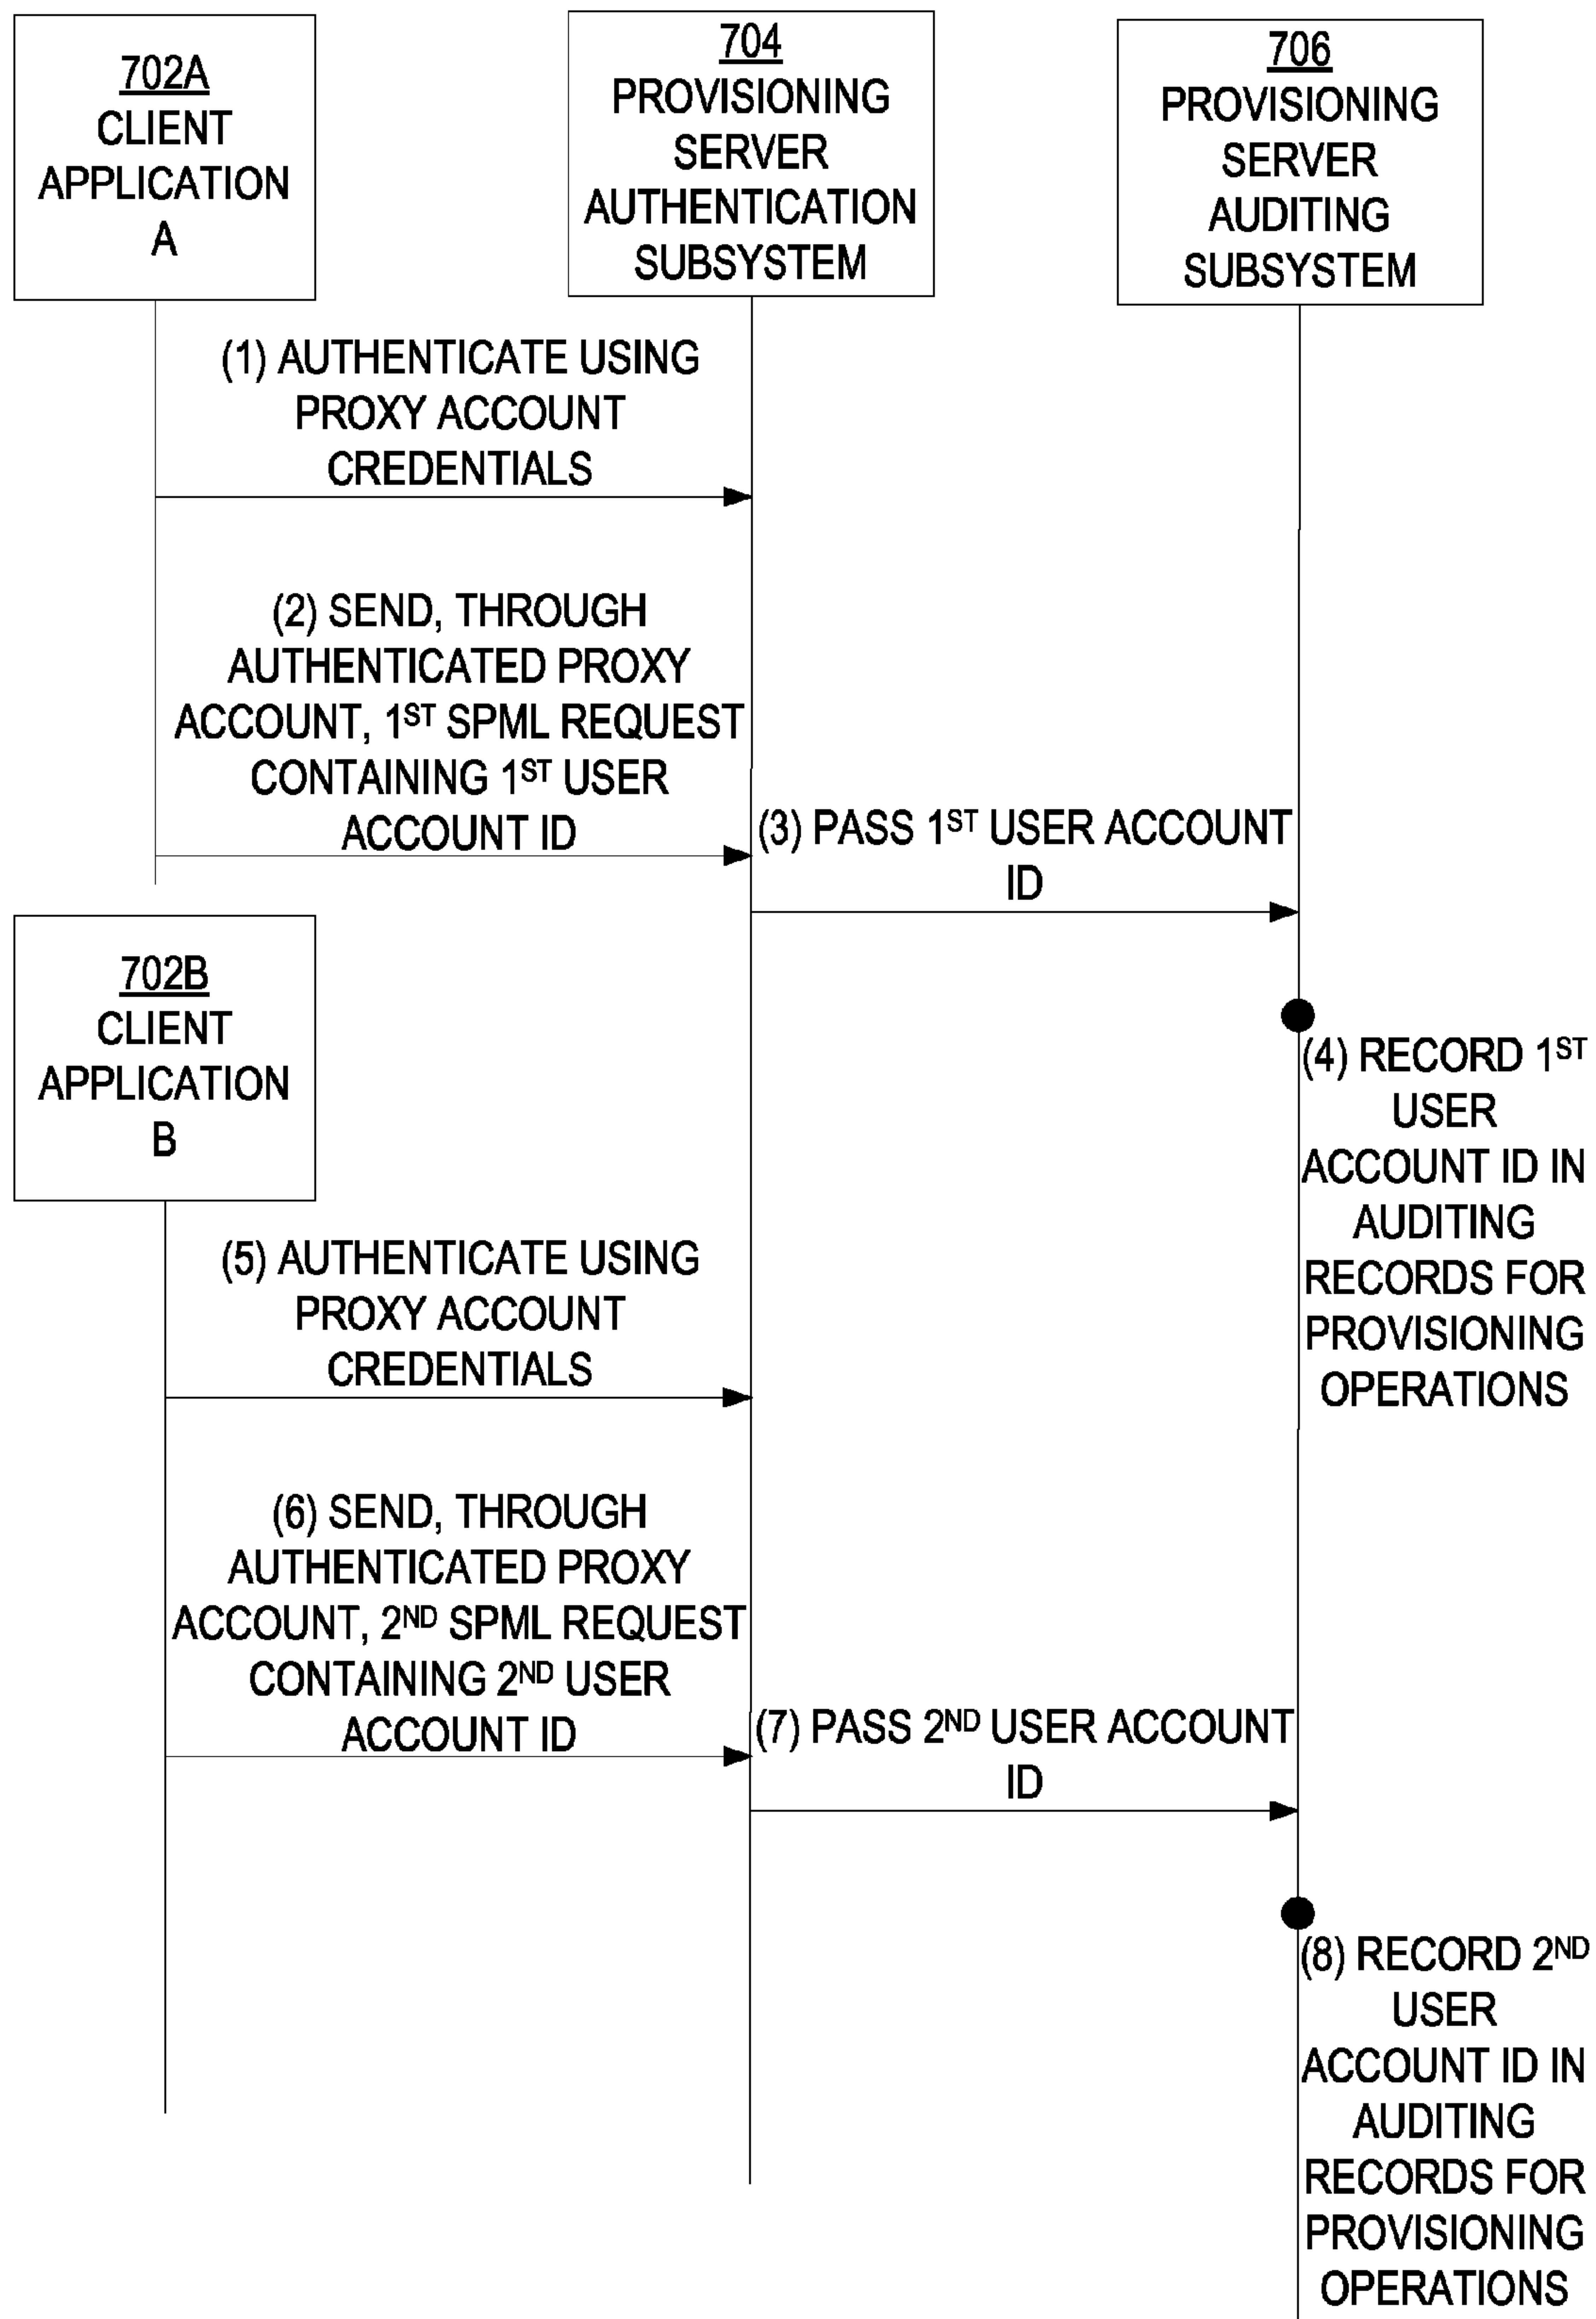 702A
CLIENT
APPLICATION
A
704
PROVISIONING
SERVER
AUTHENTICATION
SUBSYSTEM
706
PROVISIONING
SERVER
AUDITING
SUBSYSTEM
(1) AUTHENTICATE USING
PROXY ACCOUNT
CREDENTIALS
(2) SEND, THROUGH
AUTHENTICATED PROXY
ACCOUNT, 1ST SPML REQUEST
CONTAINING 1ST USER
ACCOUNT ID
(3) PASS 1ST USER ACCOUNT
ID
(4) RECORD 1ST
USER
ACCOUNT ID IN
AUDITING
RECORDS FOR
PROVISIONING
OPERATIONS
702B
CLIENT
APPLICATION
B
(5) AUTHENTICATE USING
PROXY ACCOUNT
CREDENTIALS
(6) SEND, THROUGH
AUTHENTICATED PROXY
ACCOUNT, 2ND SPML REQUEST
CONTAINING 2ND USER
ACCOUNT ID
(7) PASS 2ND USER ACCOUNT
ID
(8) RECORD 2ND
USER
ACCOUNT ID IN
AUDITING
RECORDS FOR
PROVISIONING
OPERATIONS